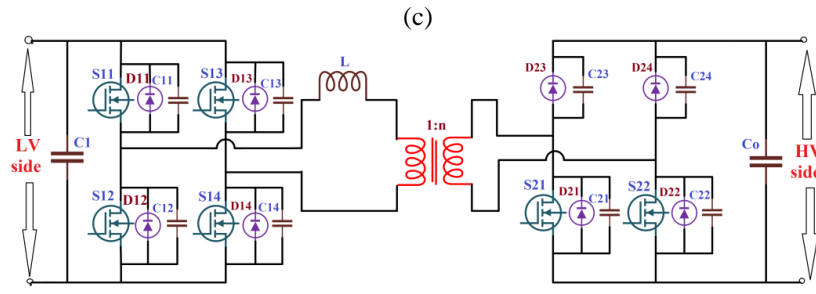 (c)
S11 D11 C11 S13 D13 C13 L D23 C23 D24 C24
C1 1:n Co
LV side HV side
S12 D12 C12 S14 D14 C14 S21 D21 C21 S22 D22 C22